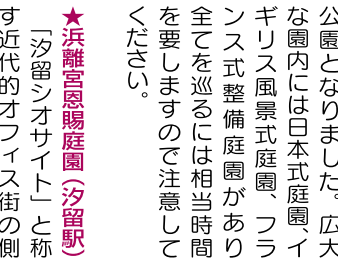 公園となりました。広大
な園内には日本式庭園、イ
ギリス風景式庭園、フラ
ンス式整備庭園があり
全てを巡るには相当時間
を要しますので注意して
ください。
★浜離宮恩賜庭園（汐留駅）
「汐留シオサイト」と称
す近代的オフィス街の側